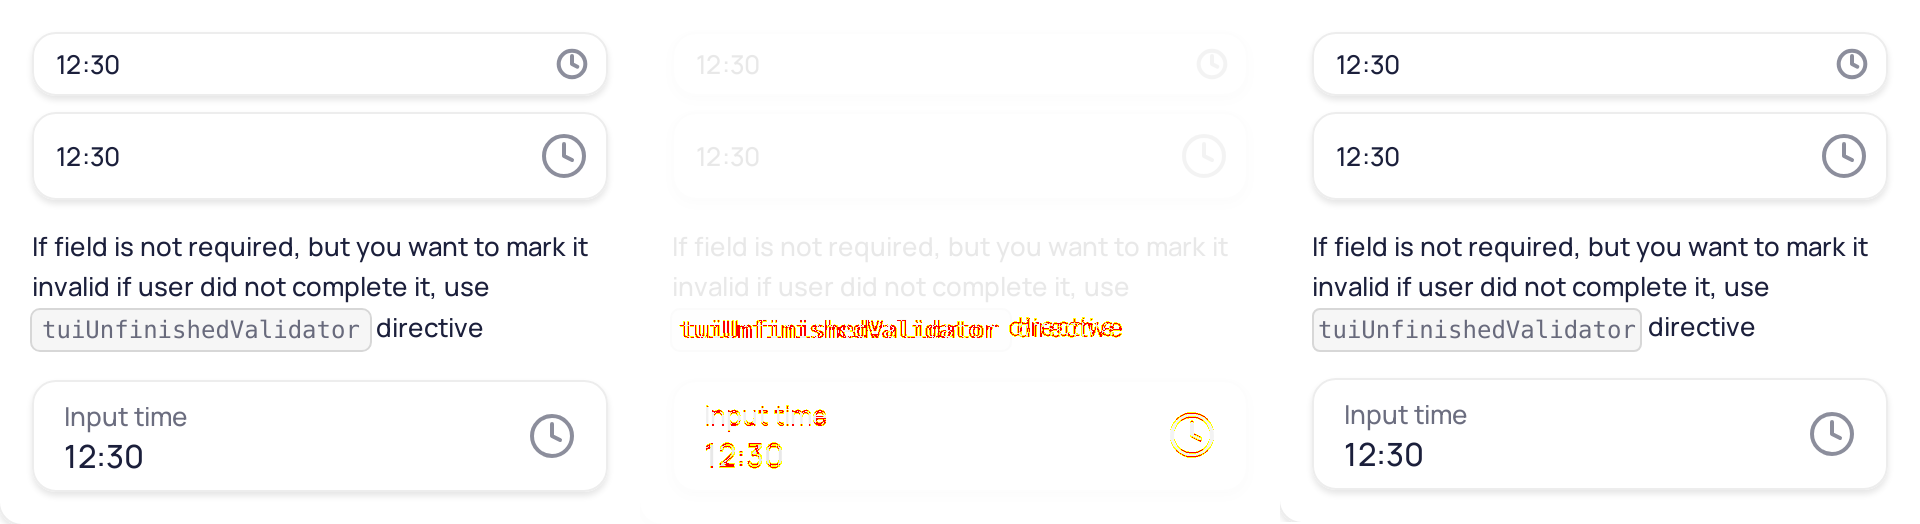 12:30
12:30
If field is not required, but you want to mark it
invalid if user did not complete it, use
tuiUnfinishedValidator directive
Input time
12:30
12:30
12:30
If field is not required, but you want to mark it
invalid if user did not complete it, use
tuiUnfinishedValidator directive
Input time
12:30
12:30
12:30
If field is not required, but you want to mark it
invalid if user did not complete it, use
tuiUnfinishedValidator directive
Input time
12:30